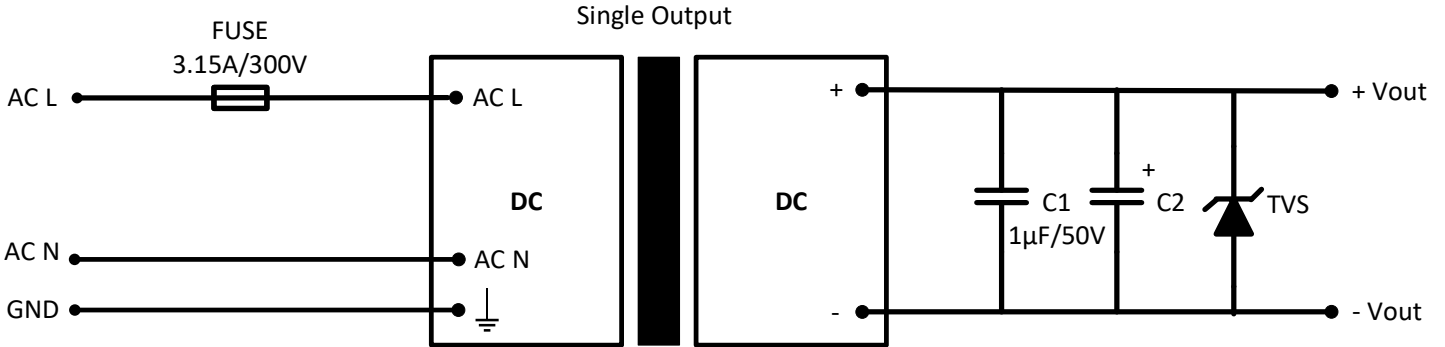 Single Output
FUSE
3.15A/300V
AC L
AC L
+
+ Vout
DC
DC
+
C1
C2
TVS
1µF/50V
AC N
AC N
GND
-
- Vout